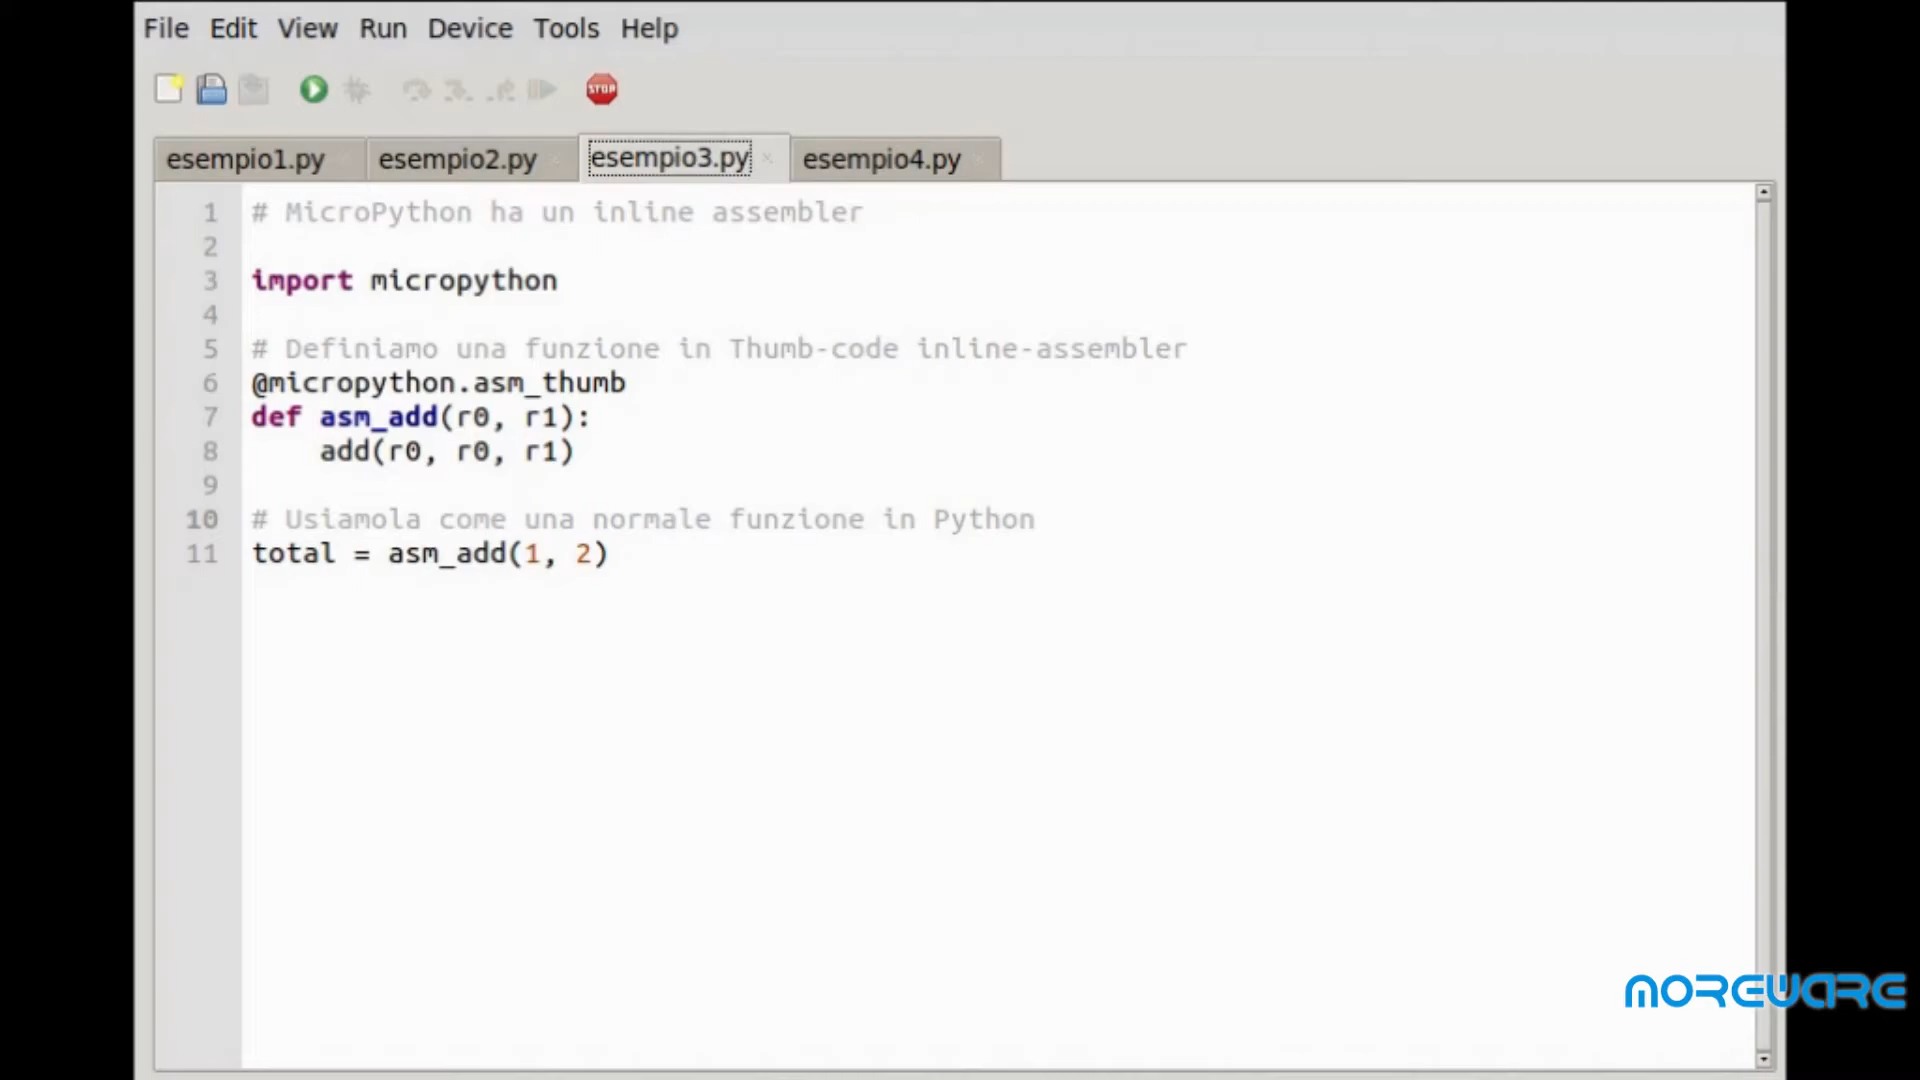 File Edit View Run Device Tools Help
STOP
esempio1.py esempio2.py esempio3.py esempio4.py
1 # MicroPython ha un inline assembler
2
3 import micropython
4
5 # Definiamo una funzione in Thumb-code inline-assembler
6 @micropython.asm_thumb
7 def asm_add(r0, r1):
8     add(r0, r0, r1)
9
10 # Usiamola come una normale funzione in Python
11 total = asm_add(1, 2)
MOREWARE